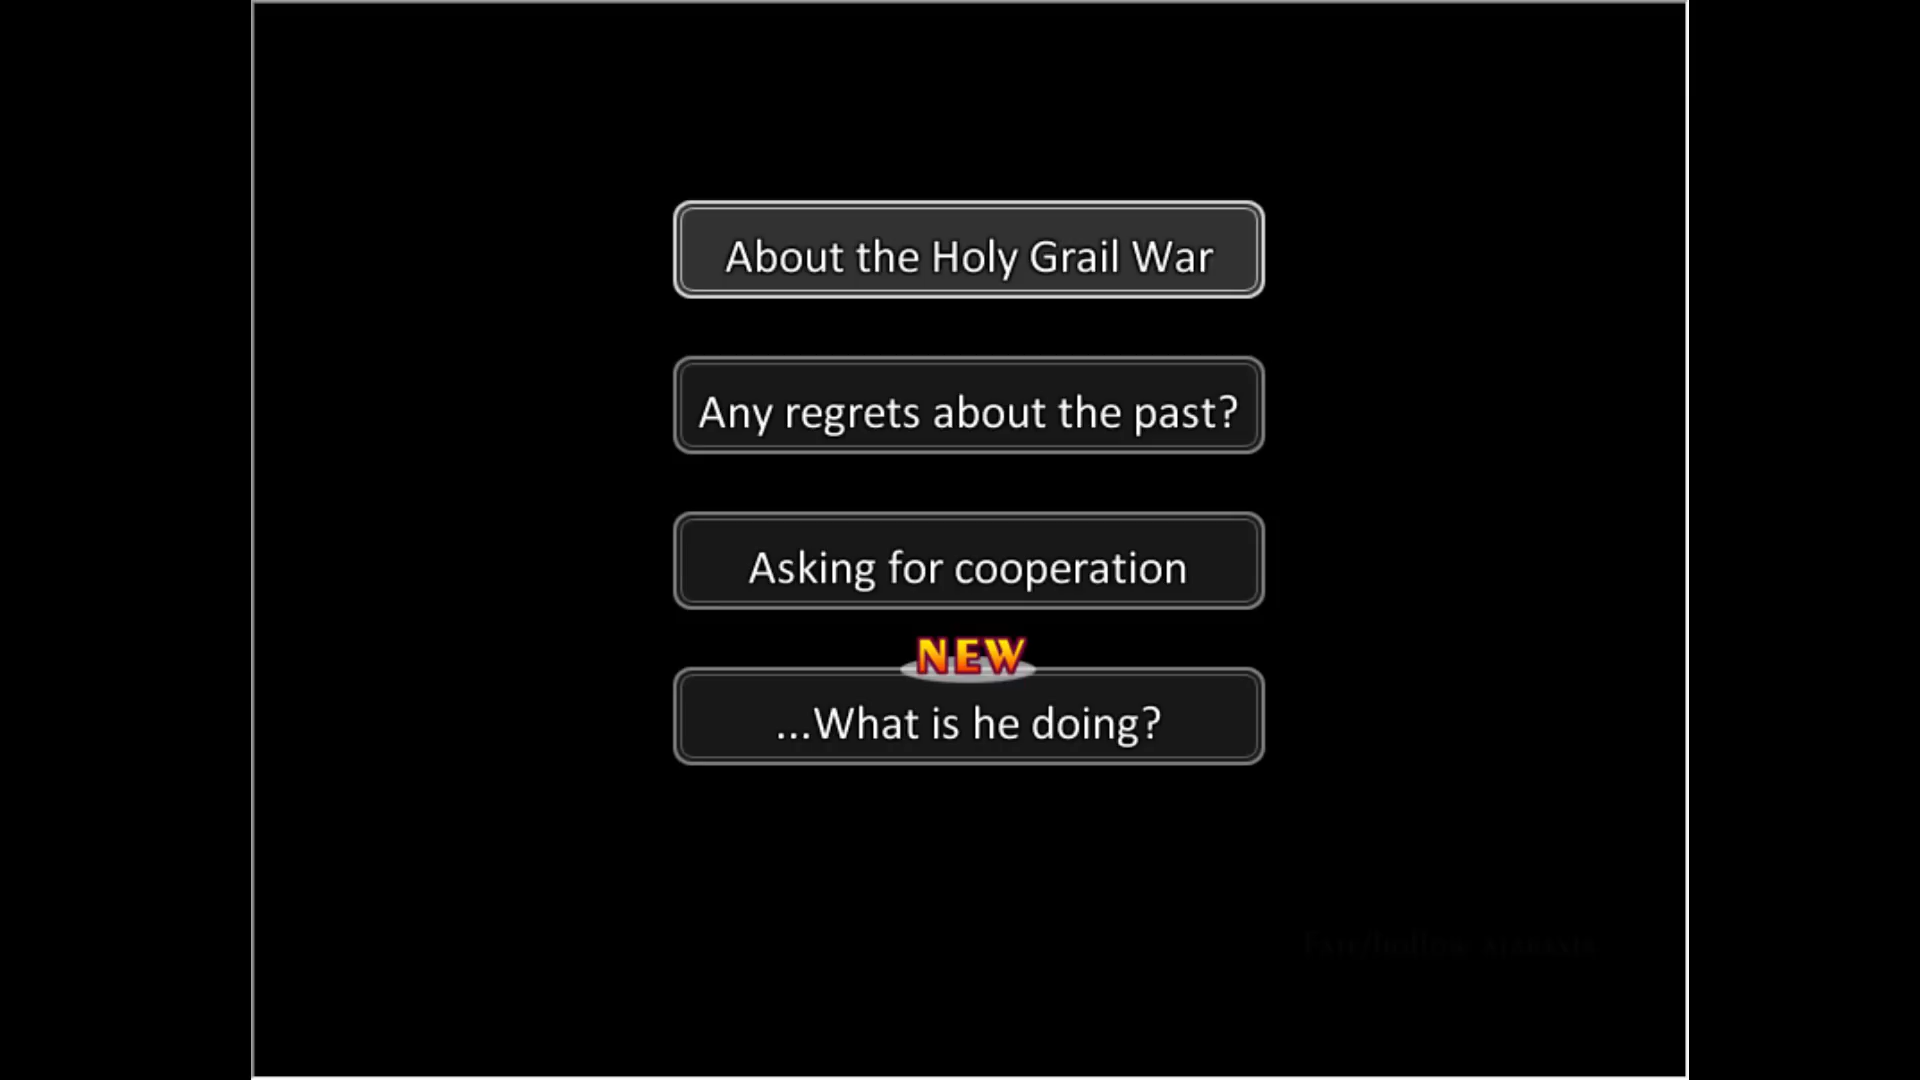 About the Holy Grail War
Any regrets about the past?
Asking for cooperation
NEW
...What is he doing?